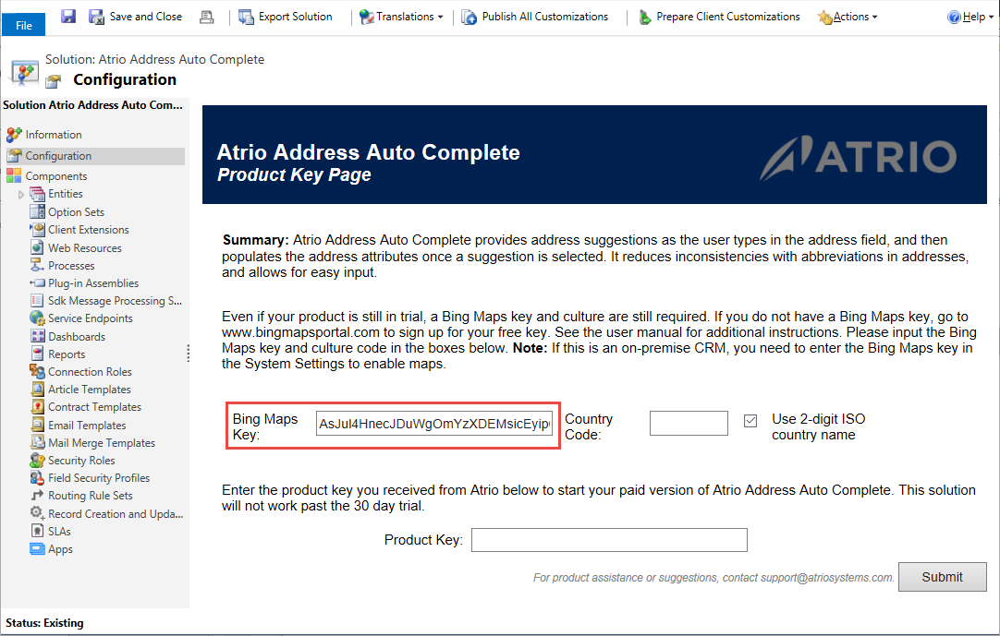 File
Save and Close
Export Solution
Translations
Publish All Customizations
Prepare Client Customizations
Actions
Help
Solution: Atrio Address Auto Complete
Configuration
Solution Atrio Address Auto Com...
Information
Configuration
Components
Entities
Option Sets
Client Extensions
Web Resources
Processes
Plug-in Assemblies
Sdk Message Processing S...
Service Endpoints
Dashboards
Reports
Connection Roles
Article Templates
Contract Templates
Email Templates
Mail Merge Templates
Security Roles
Field Security Profiles
Routing Rule Sets
Record Creation and Upda...
SLAs
Apps
Atrio Address Auto Complete
Product Key Page
ATRIO
Summary: Atrio Address Auto Complete provides address suggestions as the user types in the address field, and then
populates the address attributes once a suggestion is selected. It reduces inconsistencies with abbreviations in addresses,
and allows for easy input.
Even if your product is still in trial, a Bing Maps key and culture are still required. If you do not have a Bing Maps key, go to
www.bingmapsportal.com to sign up for your free key. See the user manual for additional instructions. Please input the Bing
Maps key and culture code in the boxes below. Note: If this is an on-premise CRM, you need to enter the Bing Maps key in
the System Settings to enable maps.
Bing Maps
Key:
AsJul4HnecJDuWgOmYzXDEMsicEyip
Country
Code:
Use 2-digit ISO
country name
Enter the product key you received from Atrio below to start your paid version of Atrio Address Auto Complete. This solution
will not work past the 30 day trial.
Product Key:
For product assistance or suggestions, contact support@atriosystems.com.
Submit
Status: Existing